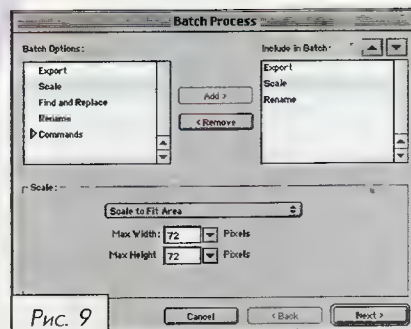 Batch Process
Batch Options:
Include in Batch:
Export
Scale
Find and Replace
Rename
Commands
Add >
< Remove
Export
Scale
Rename
Scale:
Scale to Fit Area
Max Width: 72 Pixels
Max Height 72 Pixels
Рис. 9
Cancel
< Back
Next >